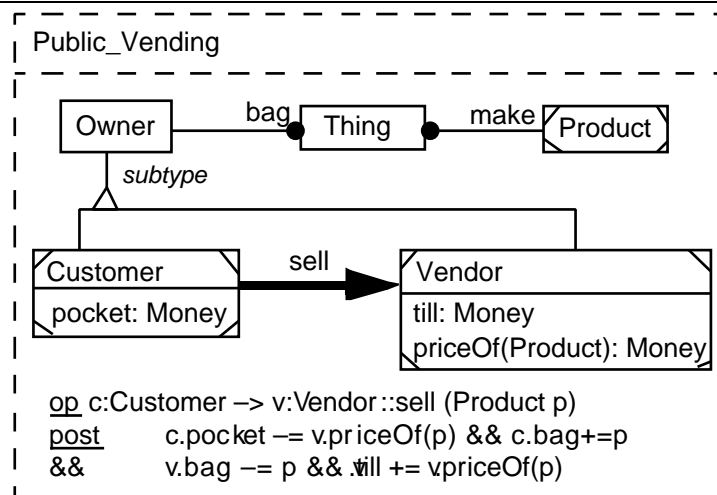 Public_Vending
Owner
bag
Thing
make
Product
subtype
Customer
sell
Vendor
pocket: Money
till: Money
priceOf(Product): Money
op c:Customer –> v:Vendor::sell (Product p)
post c.pocket –= v.priceOf(p) && c.bag+=p
&& v.bag –= p && .till += v.priceOf(p)